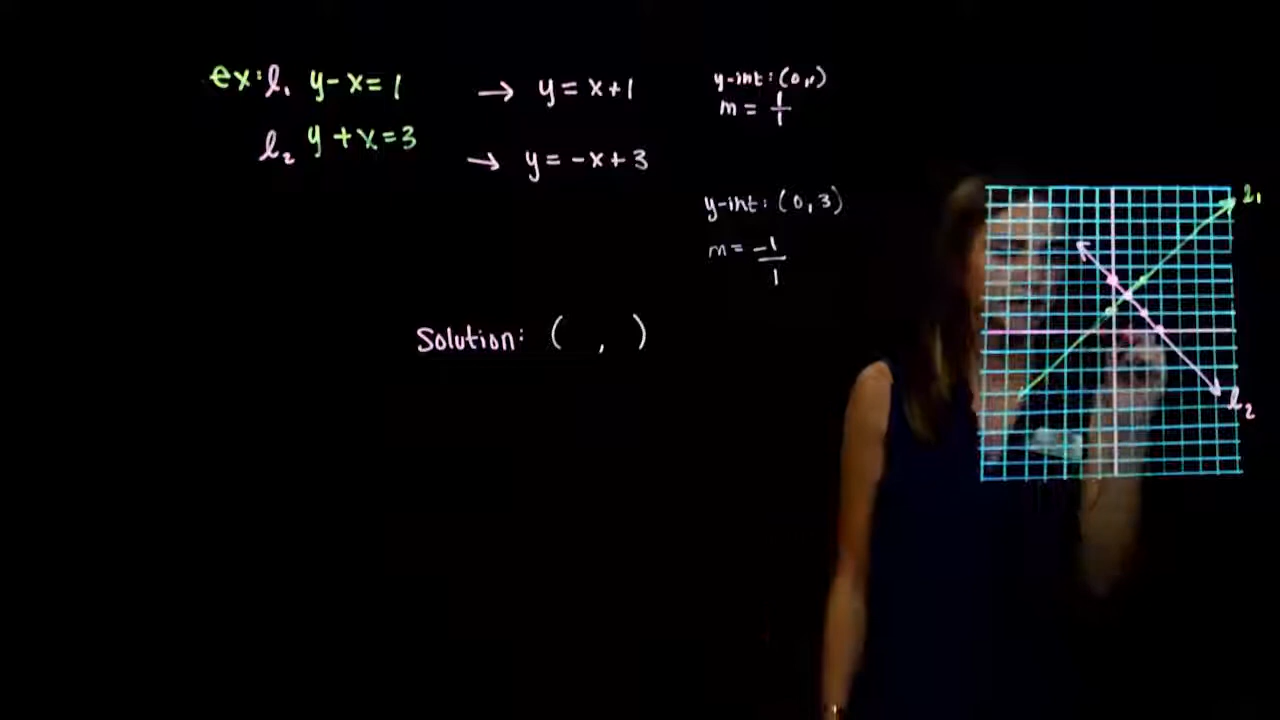 ex: l₁ y - x = 1 → y = x + 1
y-int: (0,1)
m = 1/1
l₂ y + x = 3 → y = -x + 3
y-int: (0, 3)
m = -1/1
Solution: ( , )
l₁
l₂